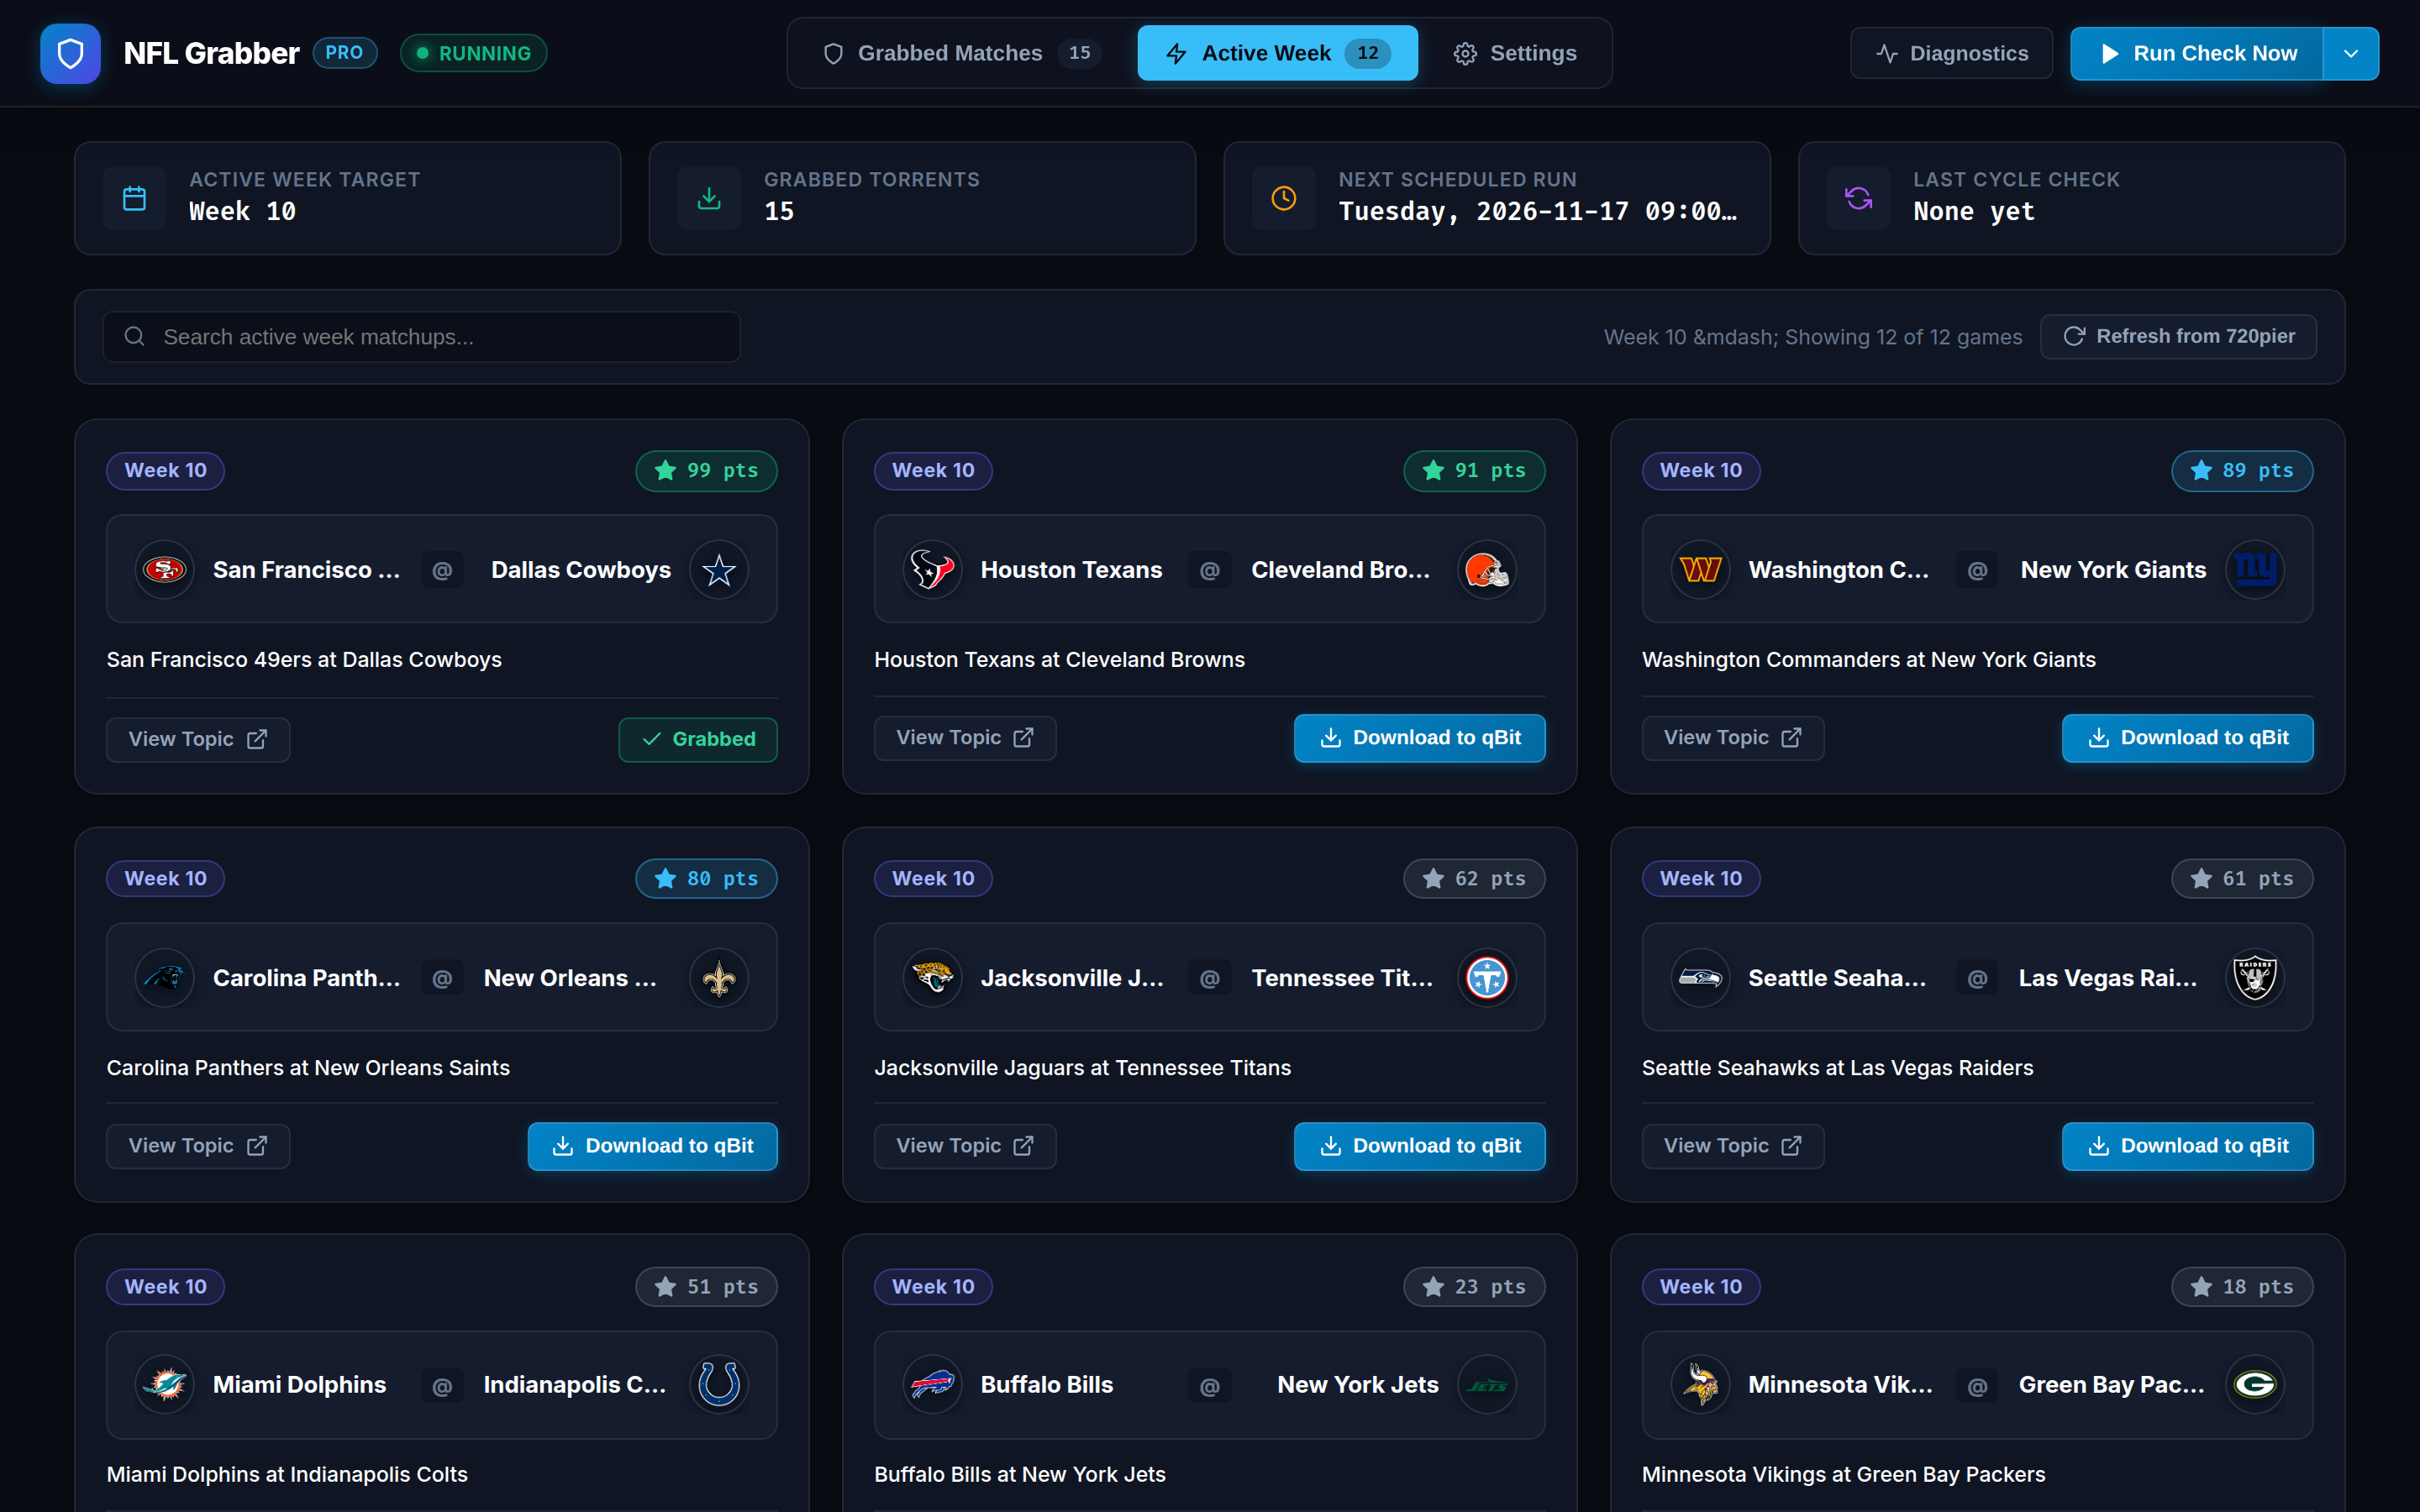 NFL Grabber PRO RUNNING Grabbed Matches 15 Active Week 12 Settings Diagnostics Run Check Now
ACTIVE WEEK TARGET
Week 10
GRABBED TORRENTS
15
NEXT SCHEDULED RUN
Tuesday, 2026-11-17 09:00…
LAST CYCLE CHECK
None yet
Search active week matchups...
Week 10 &mdash; Showing 12 of 12 games
Refresh from 720pier
Week 10 99 pts
San Francisco ... @ Dallas Cowboys
San Francisco 49ers at Dallas Cowboys
View Topic Grabbed
Week 10 91 pts
Houston Texans @ Cleveland Bro...
Houston Texans at Cleveland Browns
View Topic Download to qBit
Week 10 89 pts
Washington C... @ New York Giants ny
Washington Commanders at New York Giants
View Topic Download to qBit
Week 10 80 pts
Carolina Panth... @ New Orleans ...
Carolina Panthers at New Orleans Saints
View Topic Download to qBit
Week 10 62 pts
Jacksonville J... @ Tennessee Tit...
Jacksonville Jaguars at Tennessee Titans
View Topic Download to qBit
Week 10 61 pts
Seattle Seaha... @ Las Vegas Rai... RAIDERS
Seattle Seahawks at Las Vegas Raiders
View Topic Download to qBit
Week 10 51 pts
Miami Dolphins @ Indianapolis C...
Miami Dolphins at Indianapolis Colts
Week 10 23 pts
Buffalo Bills @ New York Jets JETS
Buffalo Bills at New York Jets
Week 10 18 pts
Minnesota Vik... @ Green Bay Pac... G
Minnesota Vikings at Green Bay Packers